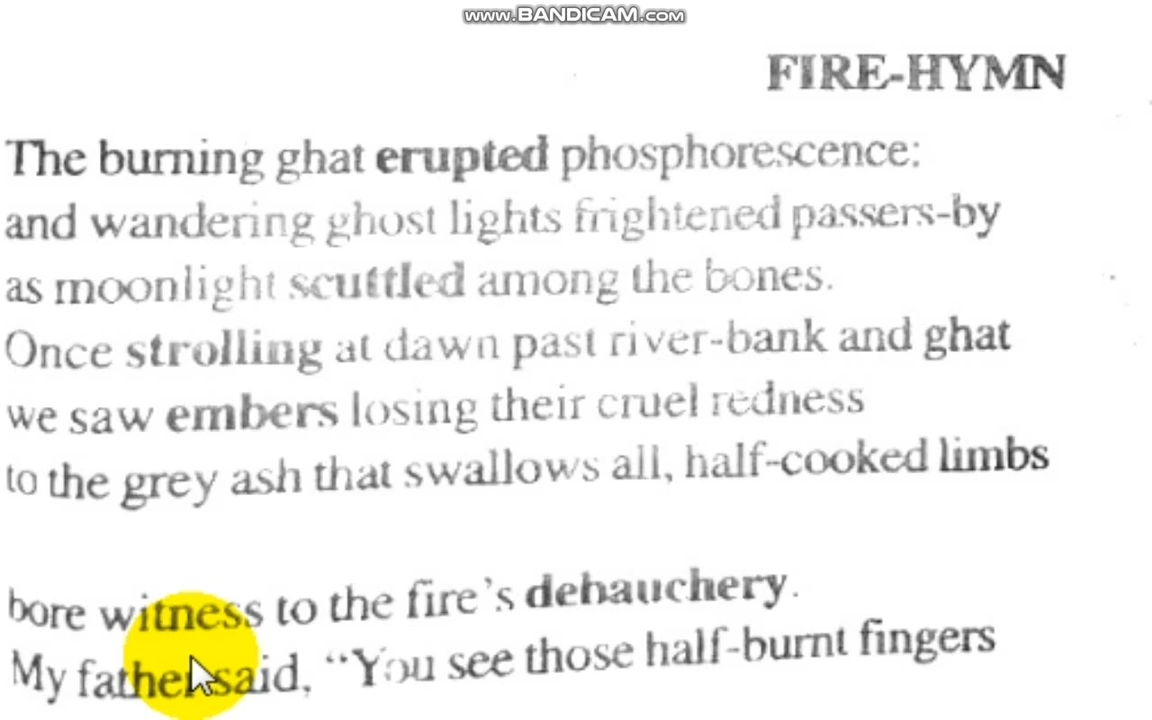 www.BANDICAM.com
FIRE-HYMN
The burning ghat erupted phosphorescence:
and wandering ghost lights frightened passers-by
as moonlight scuttled among the bones.
Once strolling at dawn past river-bank and ghat
we saw embers losing their cruel redness
to the grey ash that swallows all, half-cooked limbs
bore witness to the fire's debauchery.
My father said, “You see those half-burnt fingers